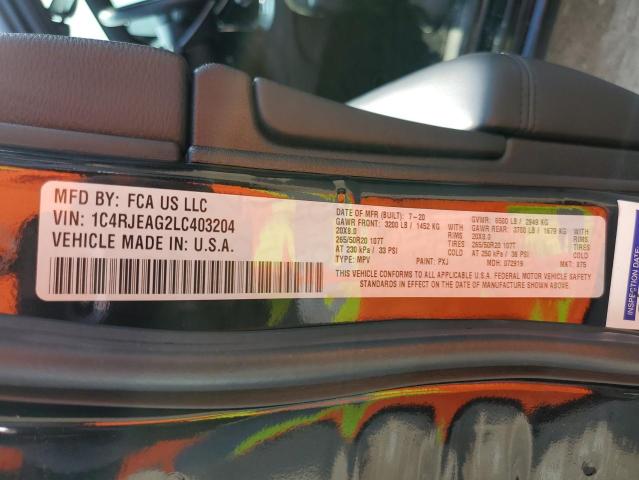 MFD BY: FCA US LLC
VIN: 1C4RJEAG2LC403204
VEHICLE MADE IN: U.S.A.
DATE OF MFR (BUILT): 7-20 GVWR: 6500 LB / 2949 KG
GAWR FRONT: 3200 LB / 1452 KG GAWR REAR: 3700 LB / 1679 KG
20X8.0 RIMS 20X8.0 RIMS
265/50R20 107T TIRES 265/50R20 107T TIRES
AT 230 kPa / 33 PSI COLD AT 250 kPa / 36 PSI COLD
TYPE: MPV PAINT: PXJ MDH: 072919 MKT: 975
THIS VEHICLE CONFORMS TO ALL APPLICABLE U.S.A. FEDERAL MOTOR VEHICLE SAFETY
STANDARDS IN EFFECT ON THE DATE OF MANUFACTURE SHOWN ABOVE
INSPECTION DATE